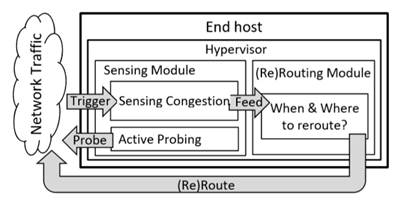 End host
Hypervisor
Network Traffic
Sensing Module
(Re)Routing Module
Trigger
Sensing Congestion
Feed
When & Where
to reroute?
Probe
Active Probing
(Re)Route